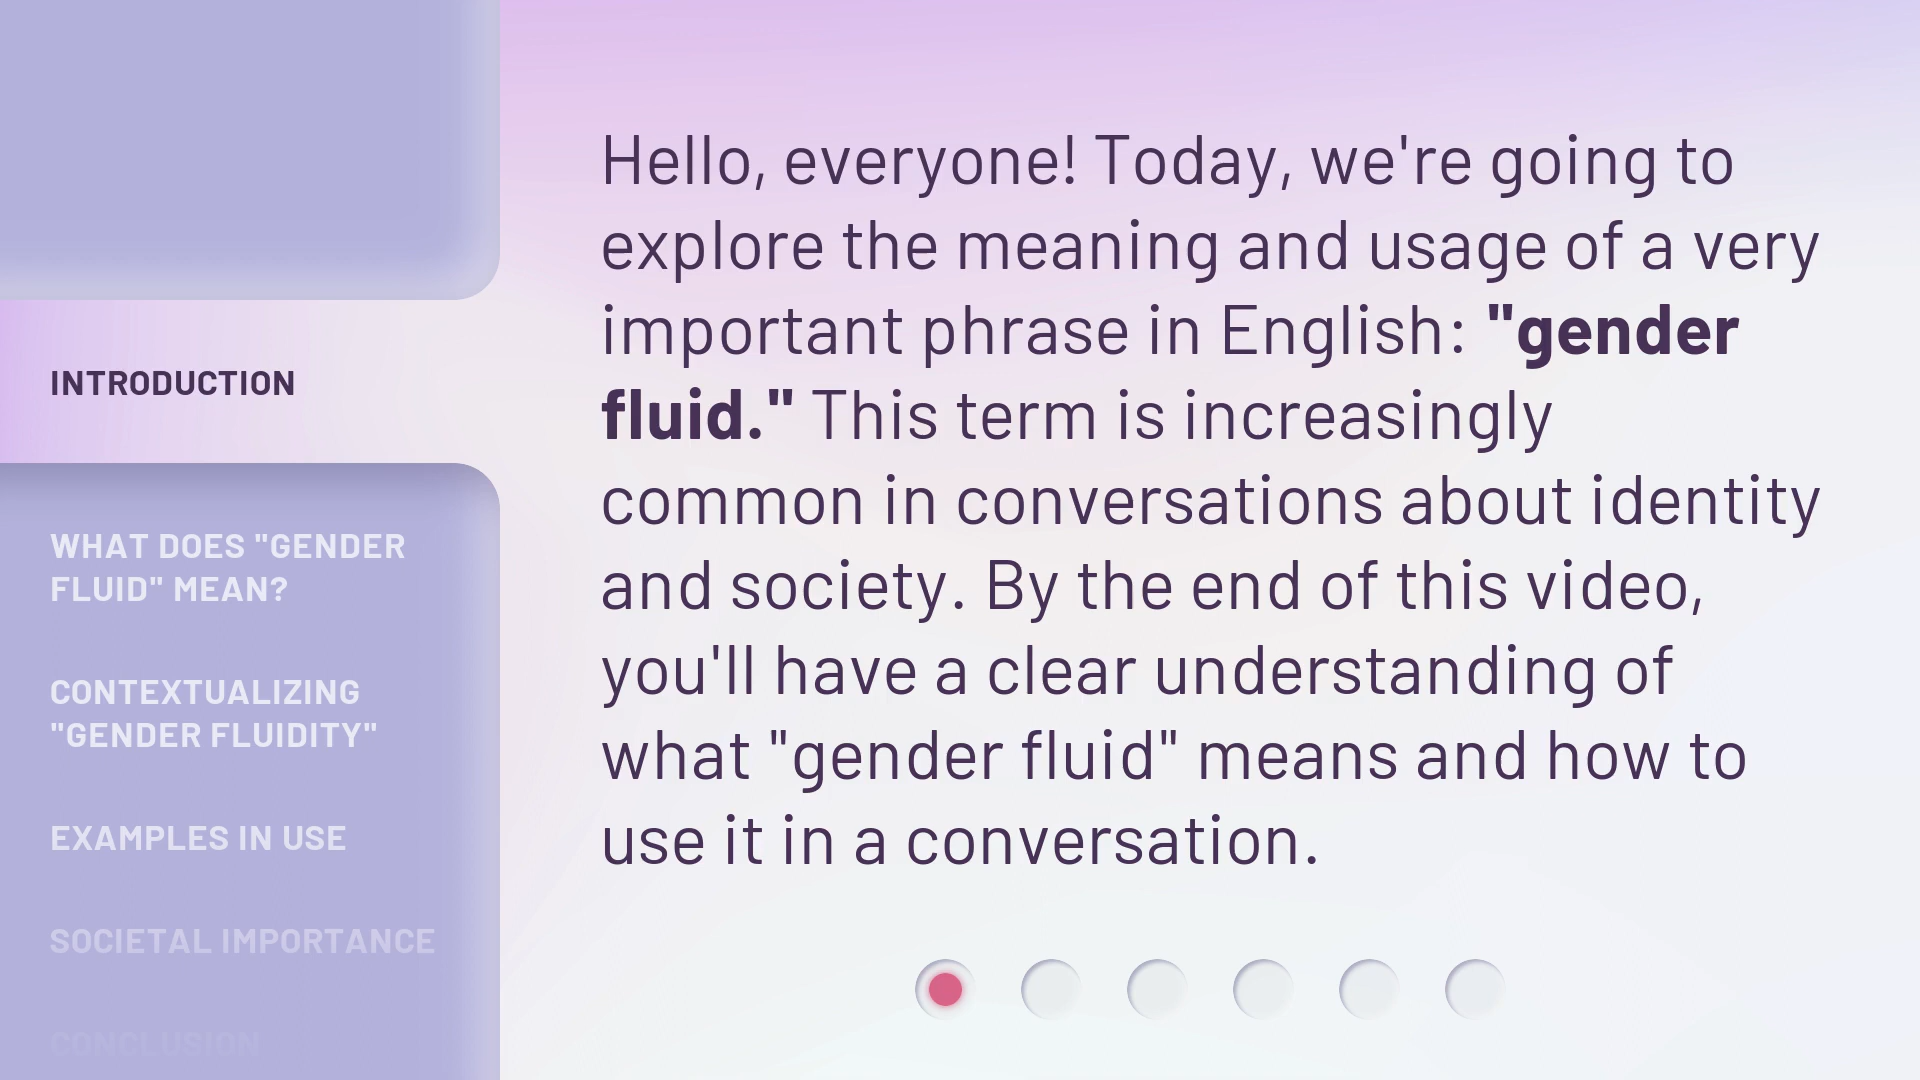 INTRODUCTION
WHAT DOES "GENDER
FLUID" MEAN?
CONTEXTUALIZING
"GENDER FLUIDITY"
EXAMPLES IN USE
SOCIETAL IMPORTANCE
CONCLUSION
Hello, everyone! Today, we're going to
explore the meaning and usage of a very
important phrase in English: "gender
fluid." This term is increasingly
common in conversations about identity
and society. By the end of this video,
you'll have a clear understanding of
what "gender fluid" means and how to
use it in a conversation.